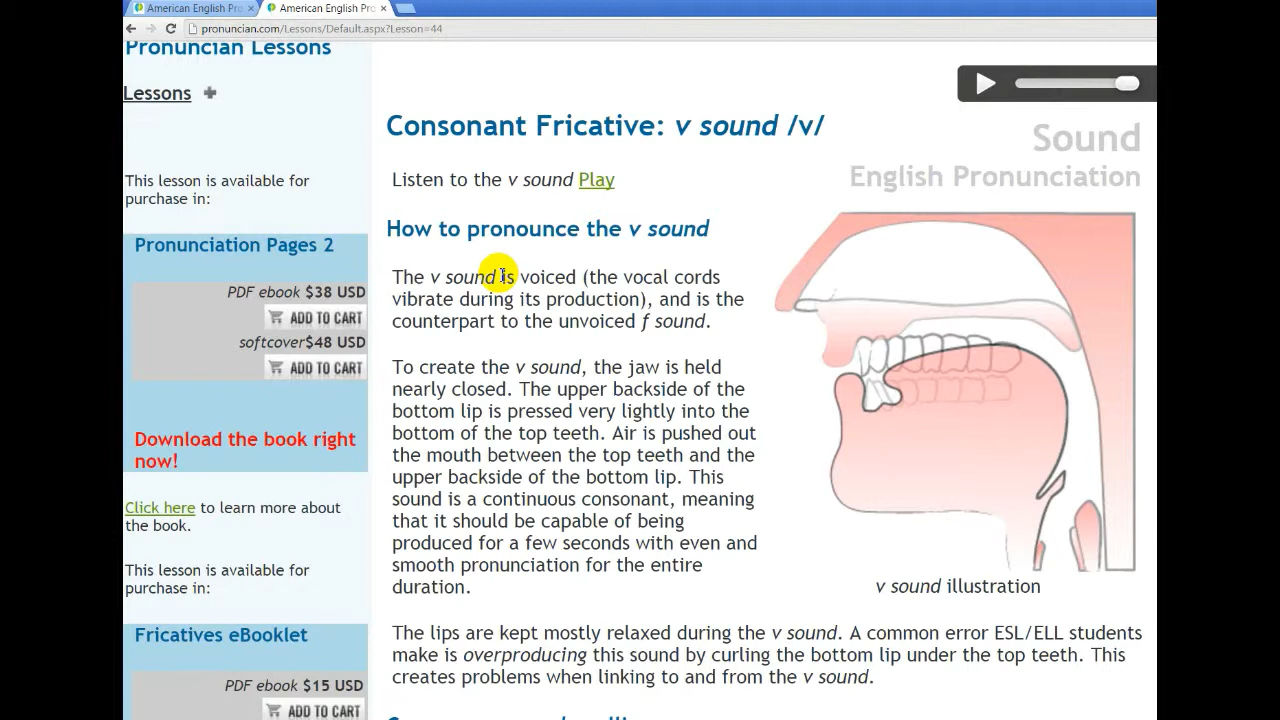 American English Pro
American English Pro
pronuncian.com/Lessons/Default.aspx?Lesson=44
Pronuncian Lessons
Lessons
This lesson is available for
purchase in:
Pronunciation Pages 2
PDF ebook $38 USD
ADD TO CART
softcover $48 USD
ADD TO CART
Download the book right
now!
Click here to learn more about
the book.
This lesson is available for
purchase in:
Fricatives eBooklet
PDF ebook $15 USD
ADD TO CART
Consonant Fricative: v sound /v/
Sound
English Pronunciation
Listen to the v sound Play
How to pronounce the v sound
The v sound is voiced (the vocal cords
vibrate during its production), and is the
counterpart to the unvoiced f sound.
To create the v sound, the jaw is held
nearly closed. The upper backside of the
bottom lip is pressed very lightly into the
bottom of the top teeth. Air is pushed out
the mouth between the top teeth and the
upper backside of the bottom lip. This
sound is a continuous consonant, meaning
that it should be capable of being
produced for a few seconds with even and
smooth pronunciation for the entire
duration.
v sound illustration
The lips are kept mostly relaxed during the v sound. A common error ESL/ELL students
make is overproducing this sound by curling the bottom lip under the top teeth. This
creates problems when linking to and from the v sound.